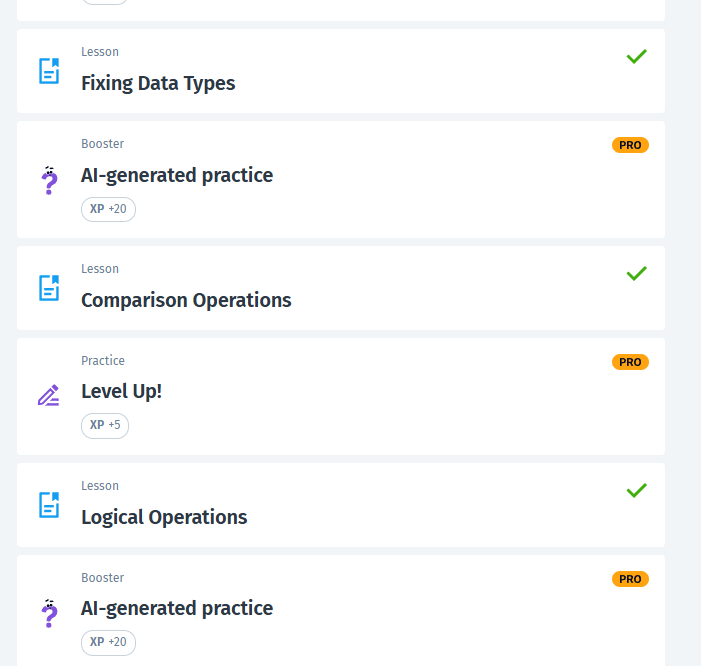 Lesson
Fixing Data Types
Booster
PRO
AI-generated practice
XP +20
Lesson
Comparison Operations
Practice
PRO
Level Up!
XP +5
Lesson
Logical Operations
Booster
PRO
AI-generated practice
XP +20